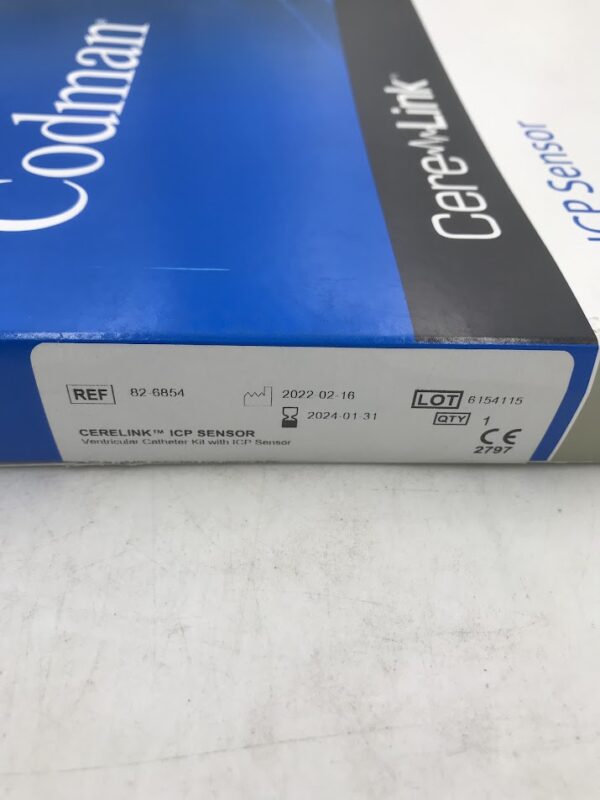 Codman
CereLink™
ICP Sensor
REF 82-6854 2022-02-16 LOT 6154115
2024-01-31 QTY 1
CERELINK™ ICP SENSOR
Ventricular Catheter Kit with ICP Sensor
CE
2797